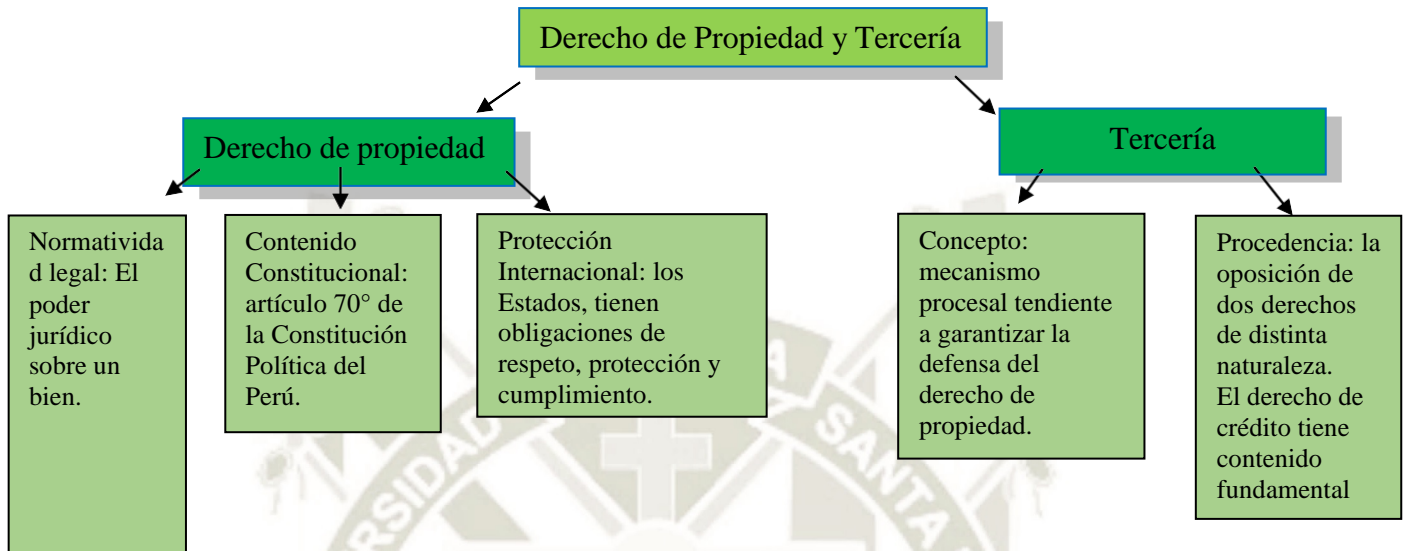 Derecho de Propiedad y Tercería
Derecho de propiedad
Tercería
Normativida
d legal: El
poder
jurídico
sobre un
bien.
Contenido
Constitucional:
artículo 70° de
la Constitución
Política del
Perú.
Protección
Internacional: los
Estados, tienen
obligaciones de
respeto, protección y
cumplimiento.
Concepto:
mecanismo
procesal tendiente
a garantizar la
defensa del
derecho de
propiedad.
Procedencia: la
oposición de
dos derechos
de distinta
naturaleza.
El derecho de
crédito tiene
contenido
fundamental